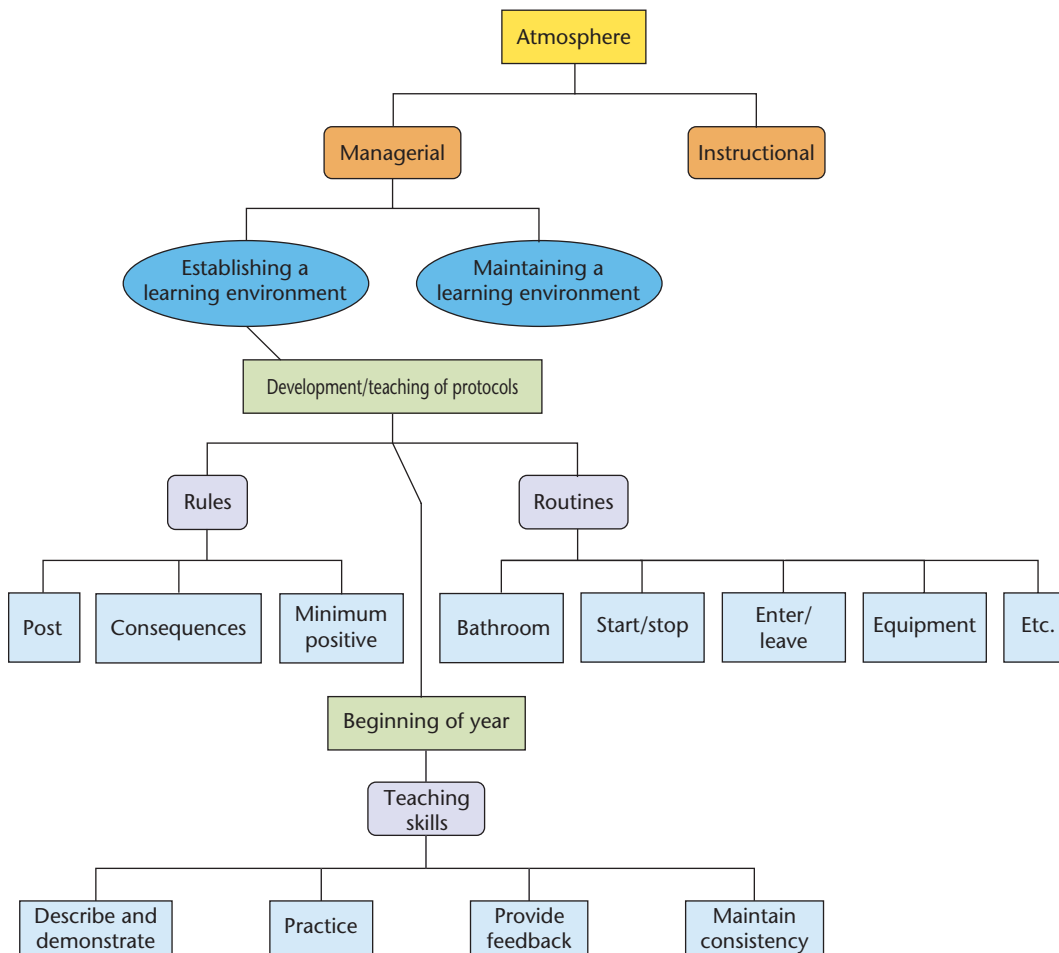 Atmosphere
Managerial
Instructional
Establishing a
learning environment
Maintaining a
learning environment
Development/teaching of protocols
Rules
Routines
Post
Consequences
Minimum
positive
Bathroom
Start/stop
Enter/
leave
Equipment
Etc.
Beginning of year
Teaching
skills
Describe and
demonstrate
Practice
Provide
feedback
Maintain
consistency